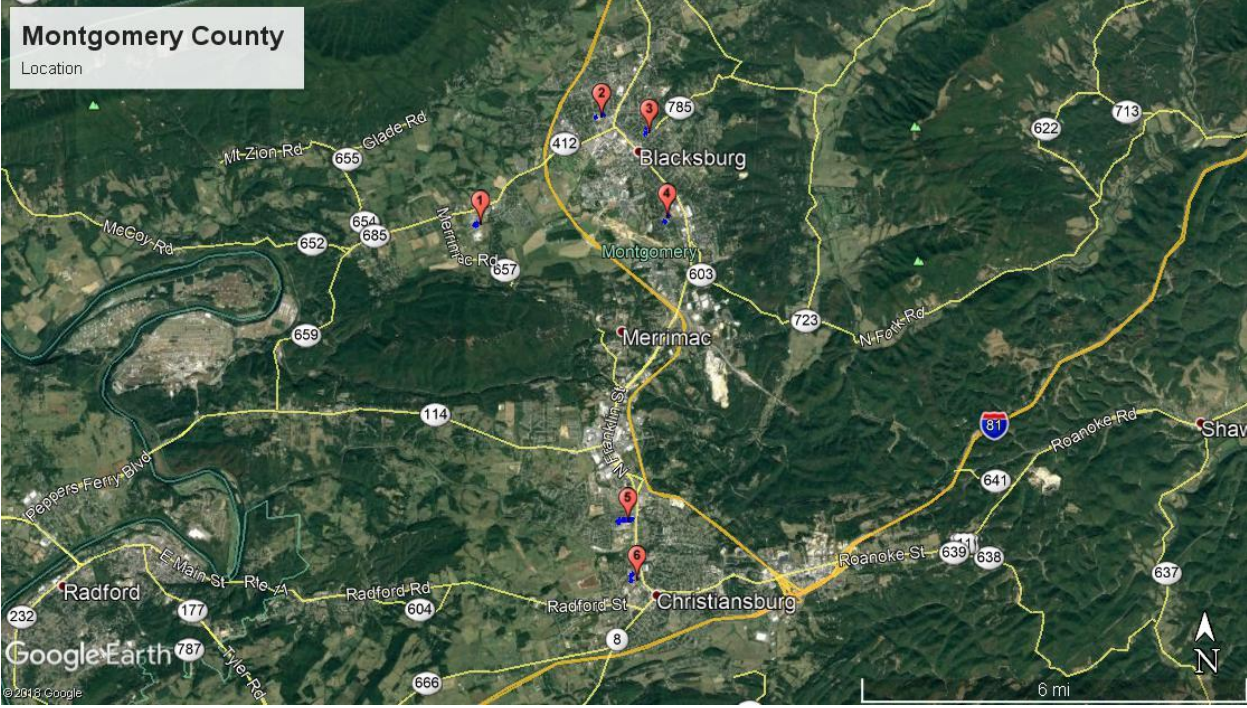 Montgomery County
Location
2
3
785
713
622
Glade Rd
Mt Zion Rd
655
412
Blacksburg
1
4
654
685
McCoy Rd
652
Merrimac Rd
657
Montgomery
603
723
N Fork Rd
659
Merrimac
114
Franklin St
N
81
Roanoke Rd
Shaw
Peppers Ferry Blvd
641
5
6
Roanoke St
639
638
637
E Main St
Rte A
Radford
Radford Rd
604
Radford St
Christiansburg
177
232
8
787
Tyler Rd
666
Google Earth
©2018 Google
N
6 mi